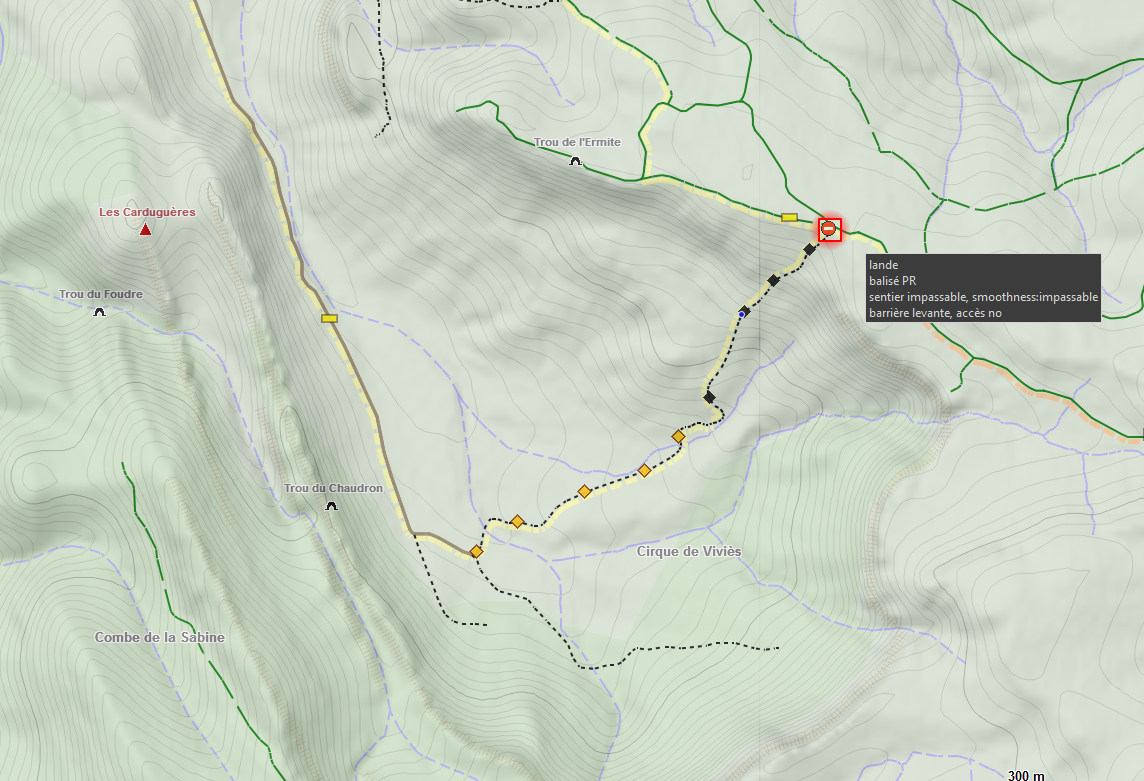 Trou de l'Ermite
Les Carduguères
lande
balisé PR
sentier impassable, smoothness:impassable
barrière levante, accès no
Trou du Foudre
Trou du Chaudron
Cirque de Viviès
Combe de la Sabine
300 m